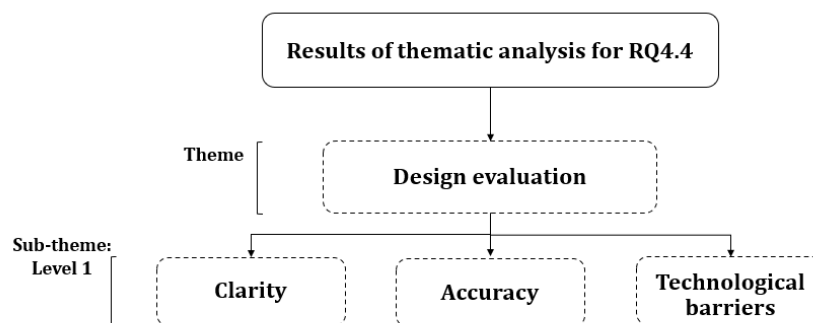 Results of thematic analysis for RQ4.4
Theme
Design evaluation
Sub-theme:
Level 1
Clarity
Accuracy
Technological
barriers